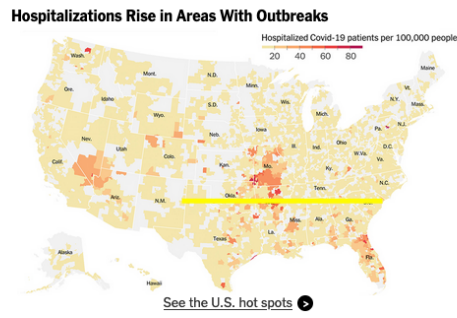 Hospitalizations Rise in Areas With Outbreaks
Hospitalized Covid-19 patients per 100,000 people
20 40 60 80
Wash.
Mont.
N.D.
Minn.
Maine
Ore.
Idaho
S.D.
Wis.
Mich.
Vt.
N.Y.
Mass.
Wyo.
Neb.
Iowa
Pa.
N.J.
Nev.
Utah
Colo.
Ill.
Ind.
Ohio
W.Va.
D.C.
Va.
Calif.
Kan.
Mo.
Ky.
N.C.
Ariz.
N.M.
Okla.
Tenn.
Texas
La.
Miss.
Ala.
Ga.
Fla.
Alaska
Hawaii
See the U.S. hot spots